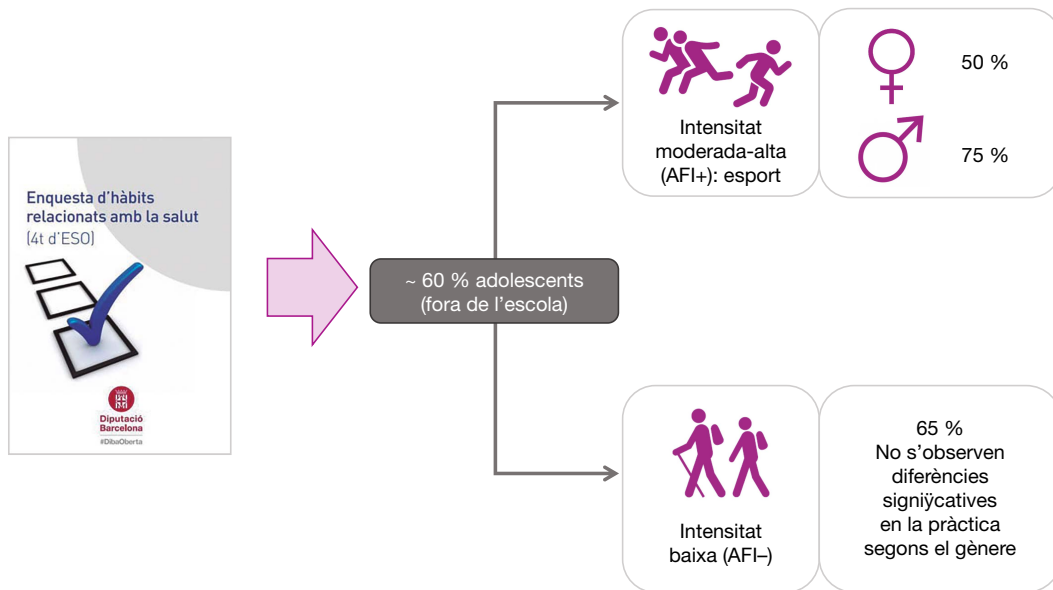 Enquesta d'hàbits
relacionats amb la salut
(4t d'ESO)
Diputació
Barcelona
#DibaOberta
~ 60 % adolescents
(fora de l'escola)
Intensitat
moderada-alta
(AFI+): esport
50 %
75 %
Intensitat
baixa (AFI–)
65 %
No s'observen
diferències
signiÿcatives
en la pràctica
segons el gènere